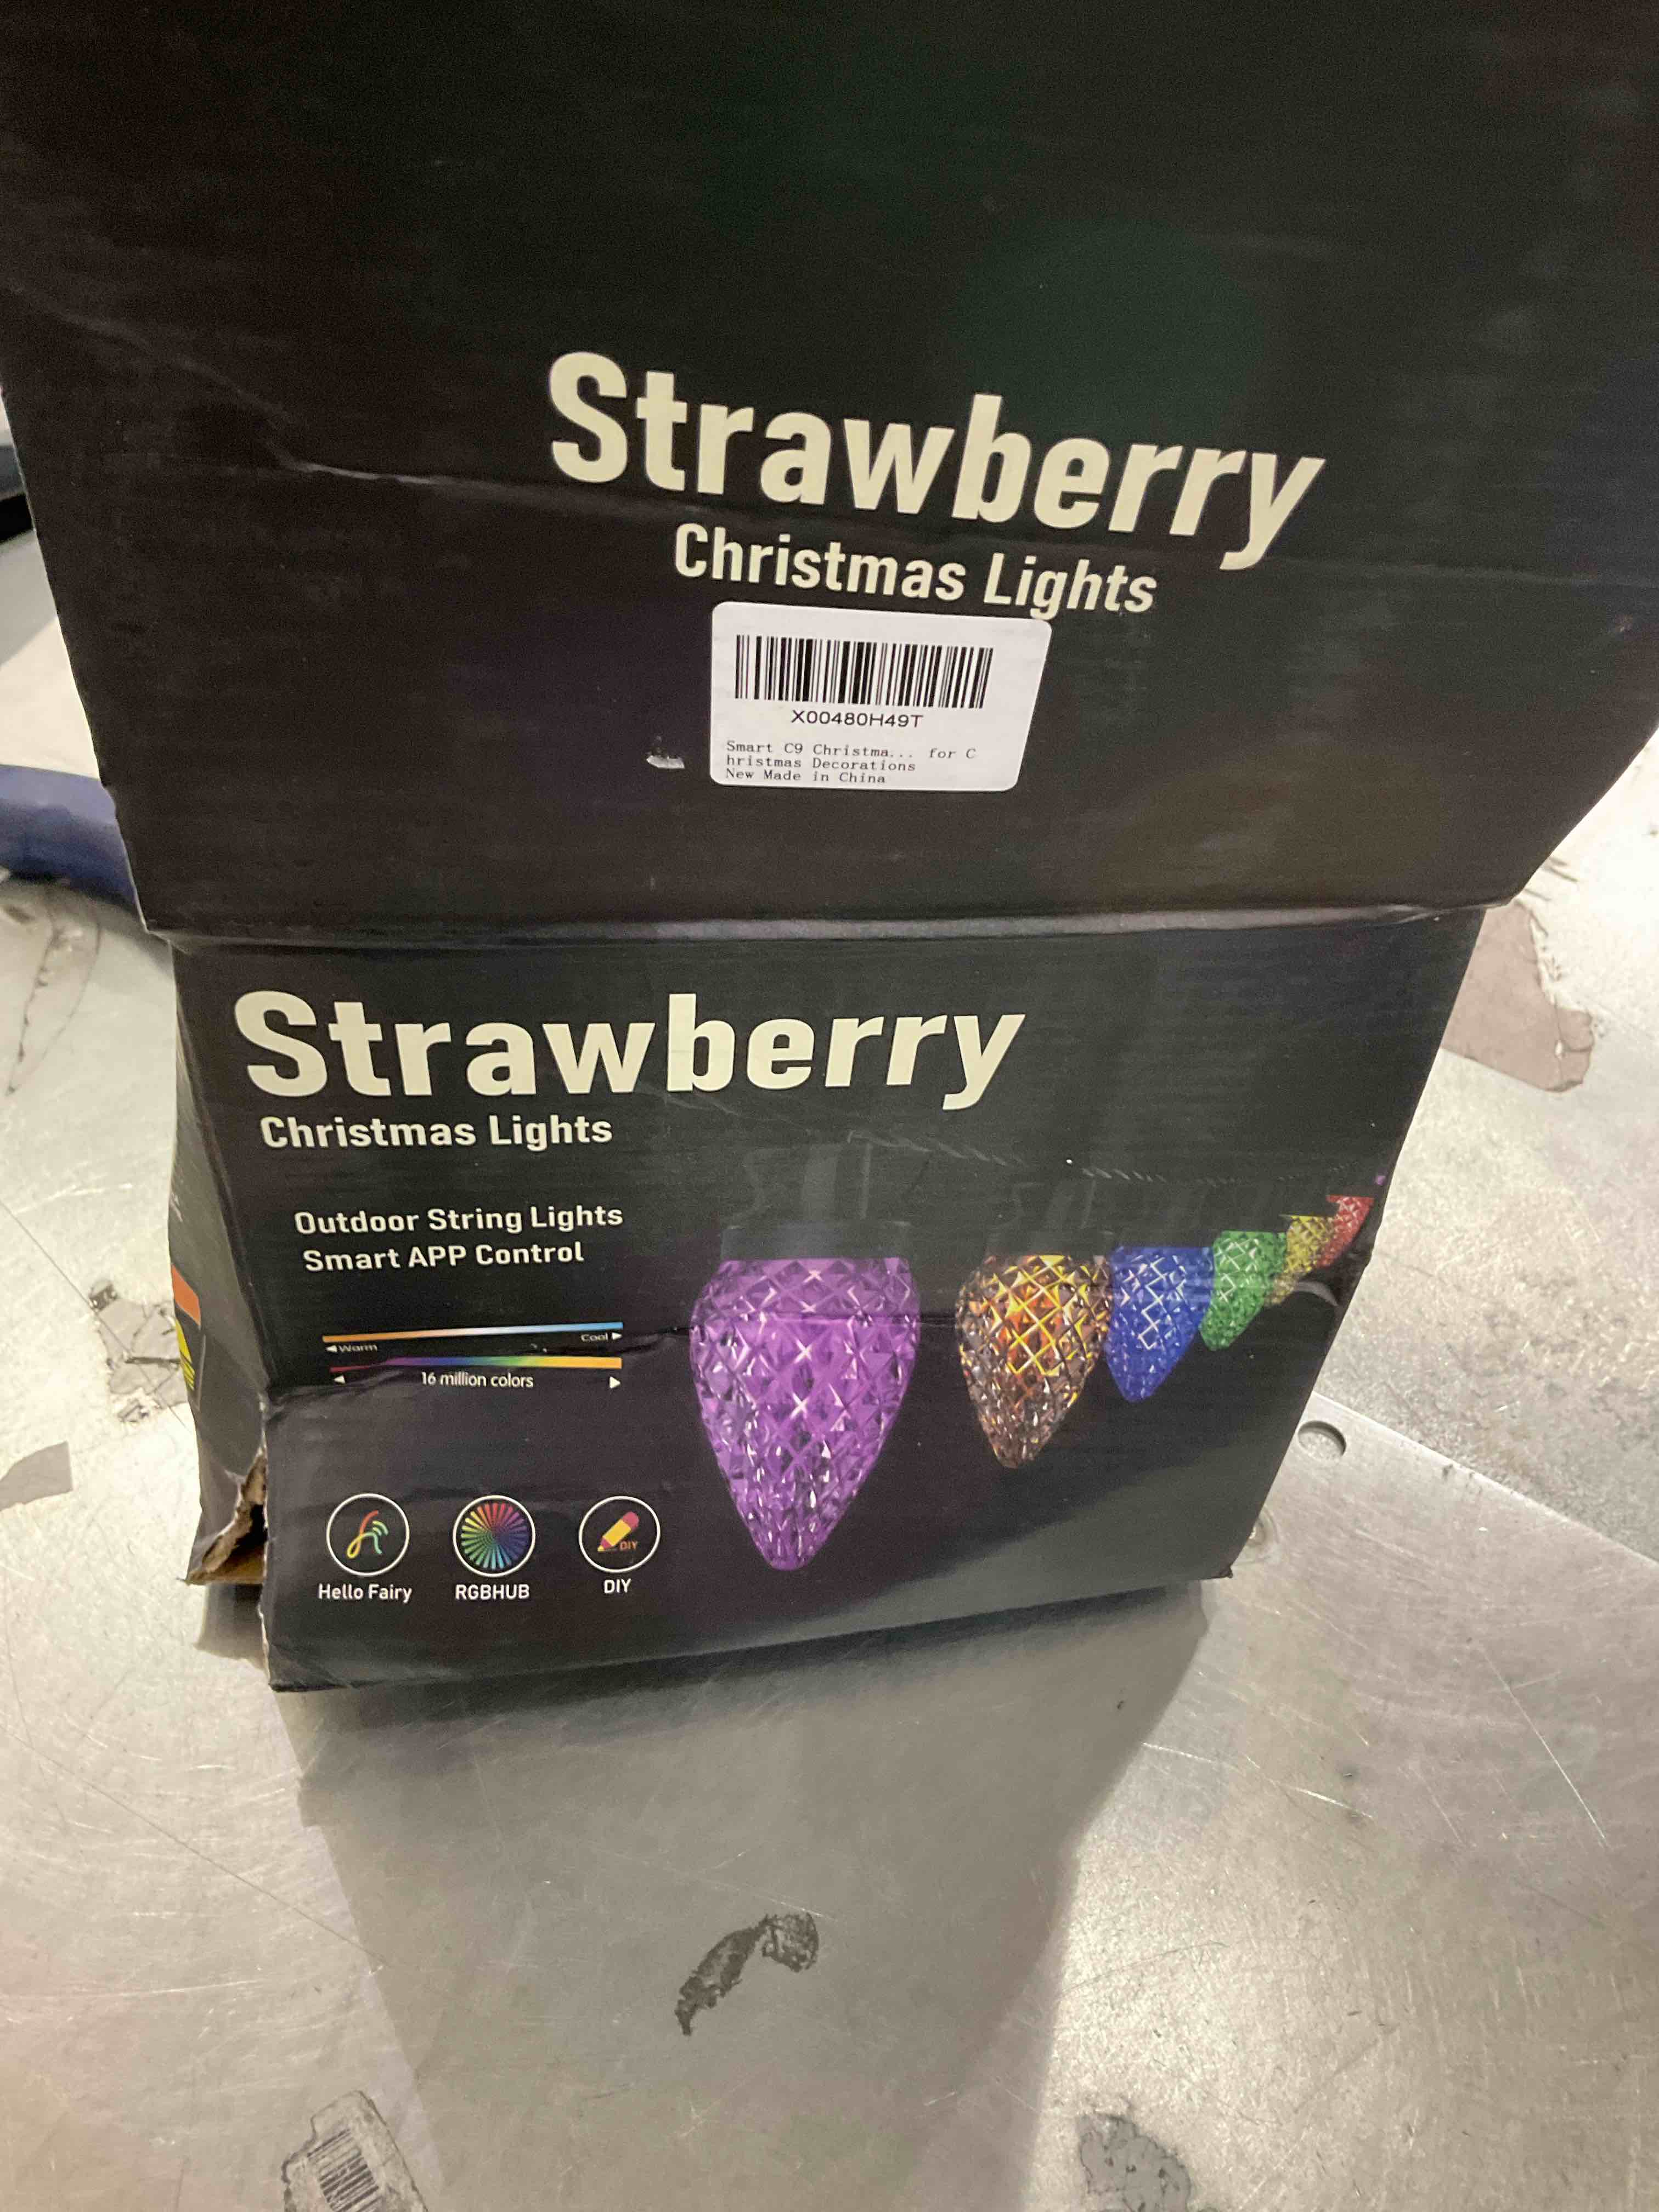 Strawberry
Christmas Lights
X00480H49T
Smart C9 Christma... for C
hristmas Decorations
New Made in China
Strawberry
Christmas Lights
Outdoor String Lights
Smart APP Control
Cool
Warm
16 million colors
DIY
Hello Fairy
RGBHUB
DIY